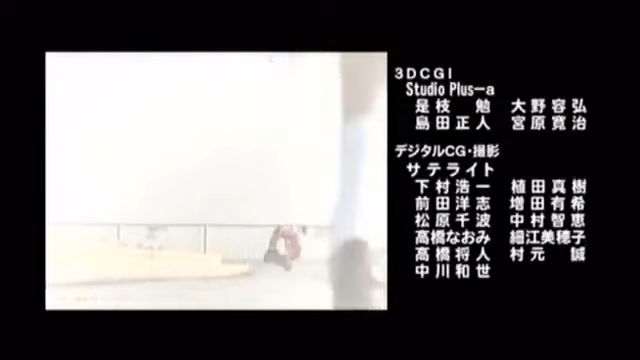 3DCGI
Studio Plus-a
是枝 勉 大野容弘
島田正人 宮原寛治
デジタルCG・撮影
サテライト
下村浩一 植田真樹
前田洋志 増田有希
松原千波 中村智恵
高橋なおみ 細江美穂子
高橋将人 村元 誠
中川和世